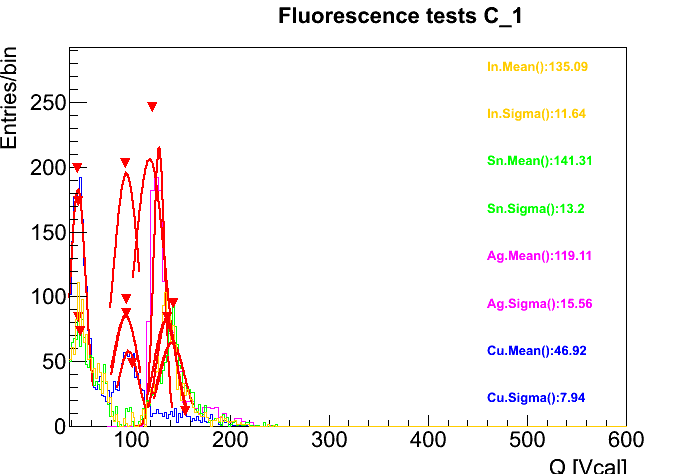 Fluorescence tests C_1
Entries/bin
250
200
150
100
50
0
100
200
300
400
500
600
Q [Vcal]
In.Mean():135.09
In.Sigma():11.64
Sn.Mean():141.31
Sn.Sigma():13.2
Ag.Mean():119.11
Ag.Sigma():15.56
Cu.Mean():46.92
Cu.Sigma():7.94